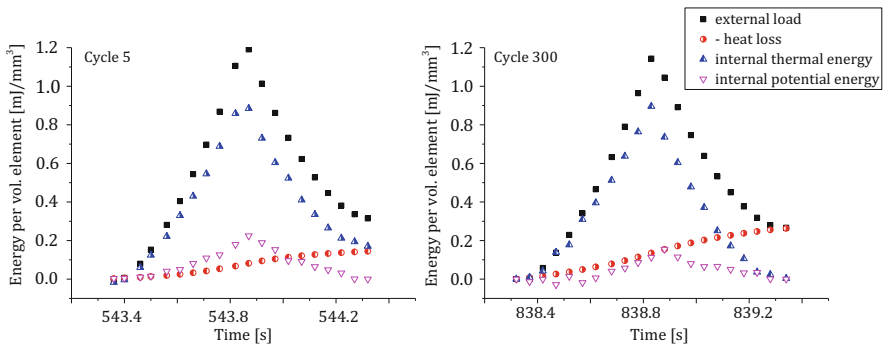 Cycle 5
Energy per vol. element [mJ/mm³]
1.2
1.0
0.8
0.6
0.4
0.2
0.0
543.4
543.8
544.2
Time [s]
Cycle 300
Energy per vol. element [mJ/mm³]
1.2
1.0
0.8
0.6
0.4
0.2
0.0
838.4
838.8
839.2
Time [s]
external load
- heat loss
internal thermal energy
internal potential energy